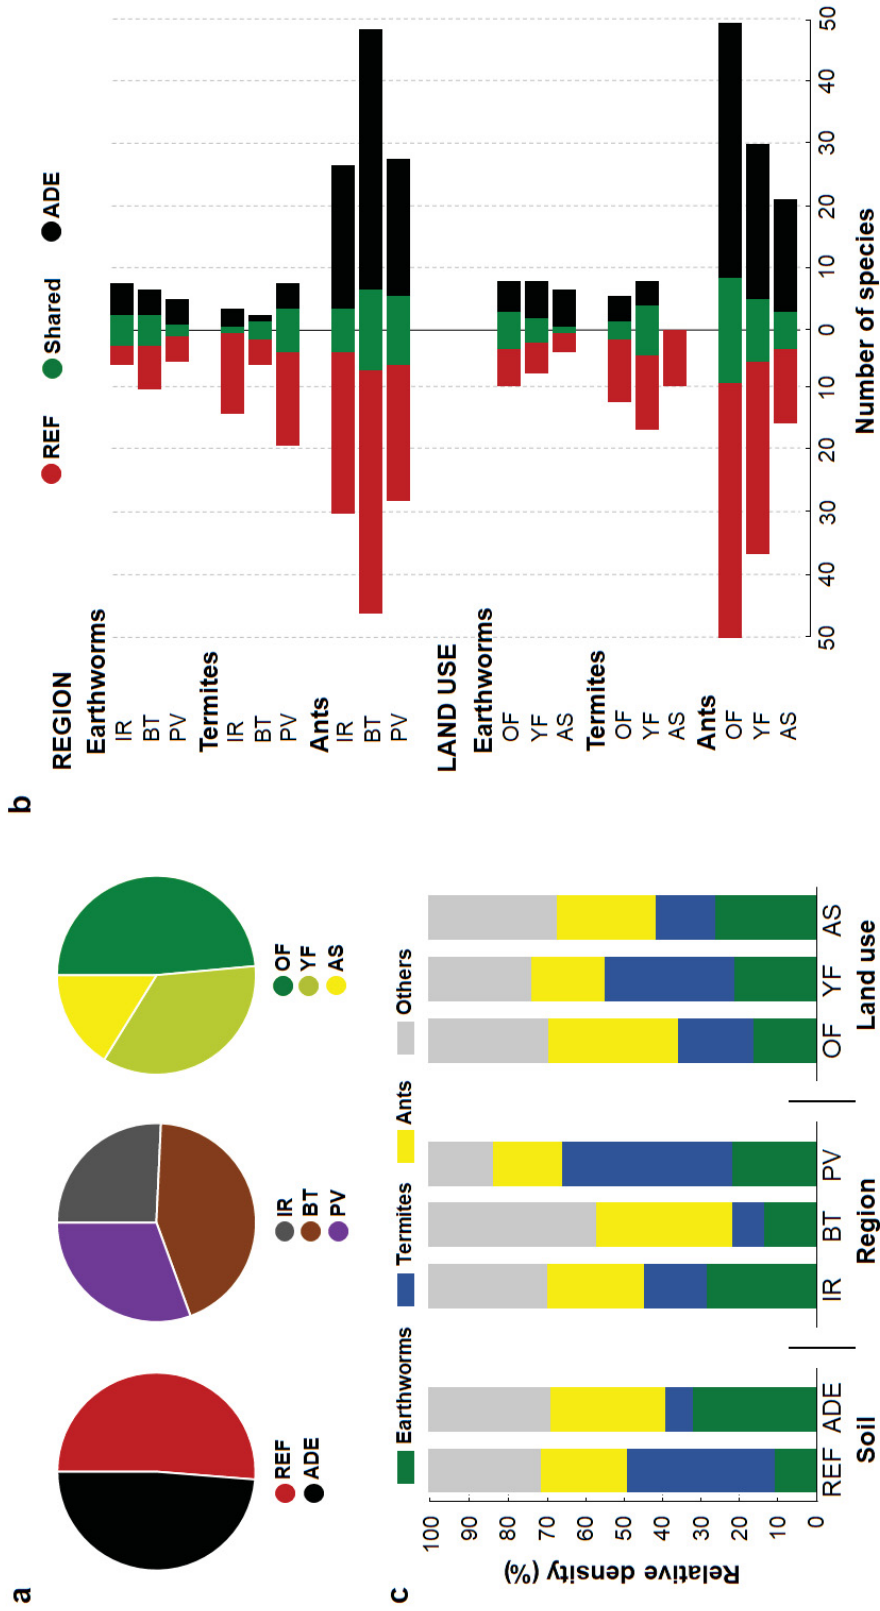 a
REF
ADE
IR
BT
PV
OF
YF
AS
b
REF Shared ADE
REGION
Earthworms
IR
BT
PV
Termites
IR
BT
PV
Ants
IR
BT
PV
LAND USE
Earthworms
OF
YF
AS
Termites
OF
YF
AS
Ants
OF
YF
AS
50 40 30 20 10 0 10 20 30 40 50
Number of species
c
Earthworms Termites Ants Others
Relative density (%)
100
90
80
70
60
50
40
30
20
10
0
REF ADE IR BT PV OF YF AS
Soil Region Land use